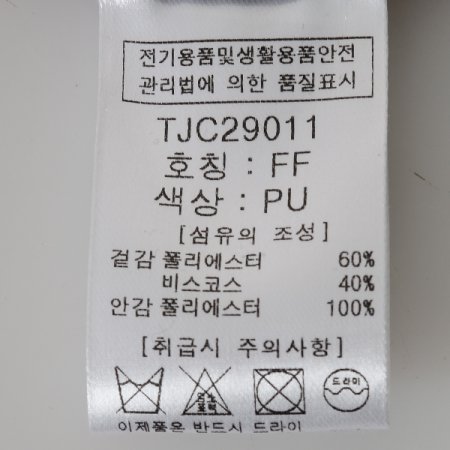 전기용품및생활용품안전
관리법에 의한 품질표시
TJC29011
호칭 : FF
색상 : PU
[섬유의 조성]
겉감 폴리에스터 60%
비스코스 40%
안감 폴리에스터 100%
[취급시 주의사항]
드라이
이제품은 반드시 드라이